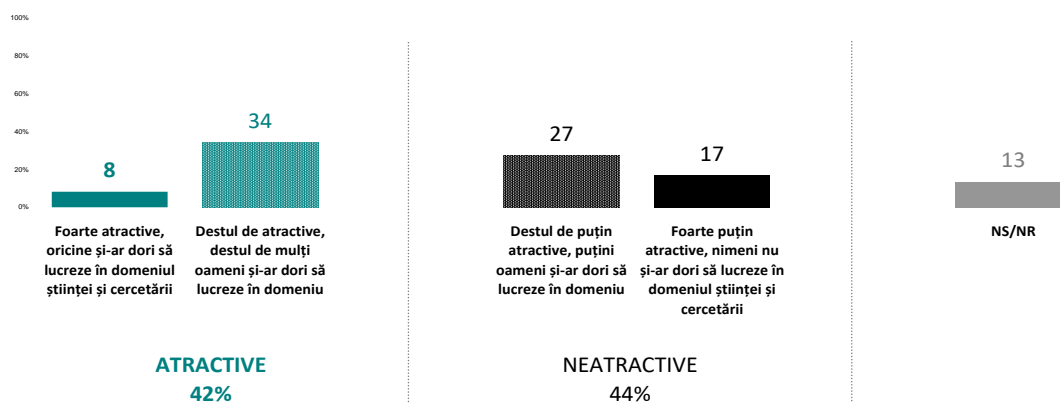 100%
80%
60%
40%
20%
0%
8
34
27
17
13
Foarte atractive,
oricine și-ar dori să
lucreze în domeniul
științei și cercetării
Destul de atractive,
destul de mulți
oameni și-ar dori să
lucreze în domeniu
Destul de puțin
atractive, puțini
oameni și-ar dori să
lucreze în domeniu
Foarte puțin
atractive, nimeni nu
și-ar dori să lucreze în
domeniul științei și
cercetării
NS/NR
ATRACTIVE
42%
NEATRACTIVE
44%